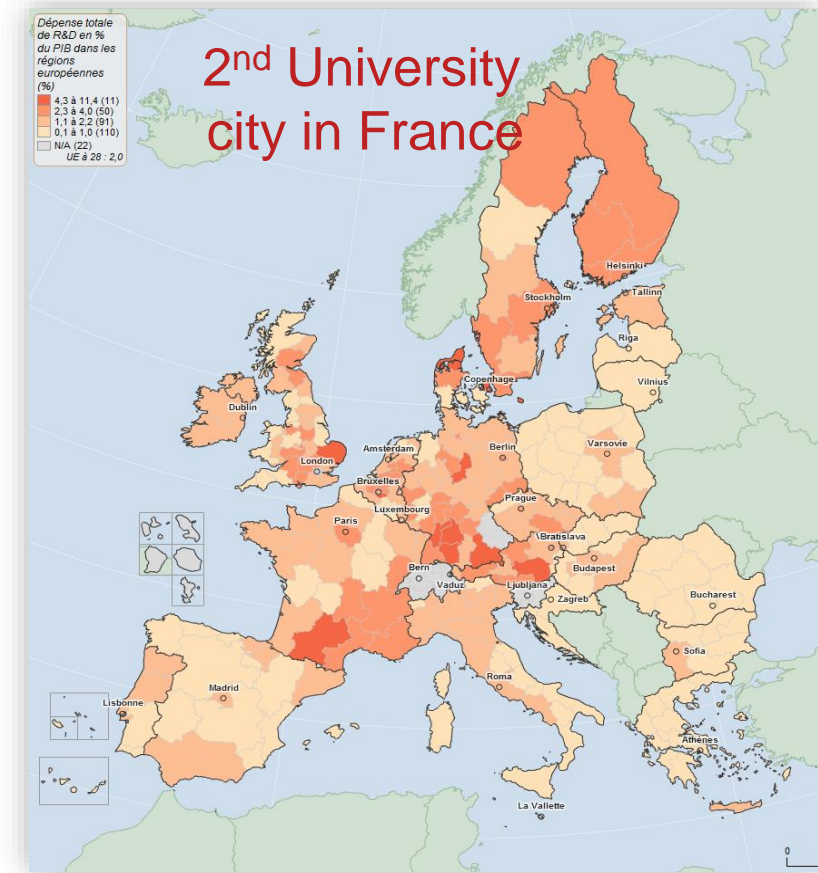 Dépense totale
de R&D en %
du PIB dans les
régions
européennes
(%)
4,3 à 11,4 (11)
2,3 à 4,0 (50)
1,1 à 2,2 (91)
0,1 à 1,0 (110)
N/A (22)
UE à 28 : 2,0
2nd University
city in France
Helsinki
Tallinn
Stockholm
Riga
Copenhague
Vilnius
Dublin
Amsterdam
Berlin
Varsovie
London
Bruxelles
Prague
Luxembourg
Paris
Bratislava
Bern
Budapest
Vaduz
Ljubljana
Zagreb
Bucharest
Sofia
Roma
Madrid
Lisbonne
Athènes
La Vallette
0